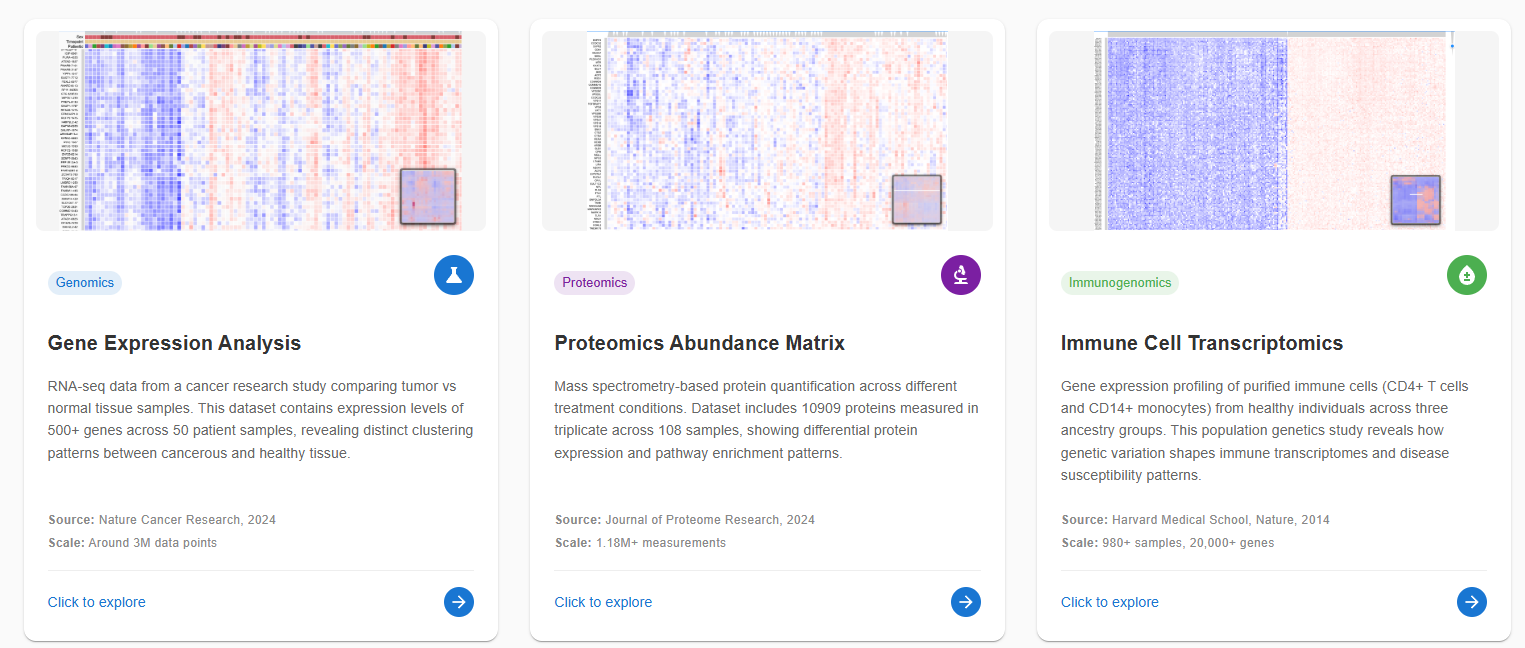 Sex
Timepoint
Patients
Genomics
Gene Expression Analysis
RNA-seq data from a cancer research study comparing tumor vs
normal tissue samples. This dataset contains expression levels of
500+ genes across 50 patient samples, revealing distinct clustering
patterns between cancerous and healthy tissue.
Source: Nature Cancer Research, 2024
Scale: Around 3M data points
Click to explore
Proteomics
Proteomics Abundance Matrix
Mass spectrometry-based protein quantification across different
treatment conditions. Dataset includes 10909 proteins measured in
triplicate across 108 samples, showing differential protein
expression and pathway enrichment patterns.
Source: Journal of Proteome Research, 2024
Scale: 1.18M+ measurements
Click to explore
Immunogenomics
Immune Cell Transcriptomics
Gene expression profiling of purified immune cells (CD4+ T cells
and CD14+ monocytes) from healthy individuals across three
ancestry groups. This population genetics study reveals how
genetic variation shapes immune transcriptomes and disease
susceptibility patterns.
Source: Harvard Medical School, Nature, 2014
Scale: 980+ samples, 20,000+ genes
Click to explore